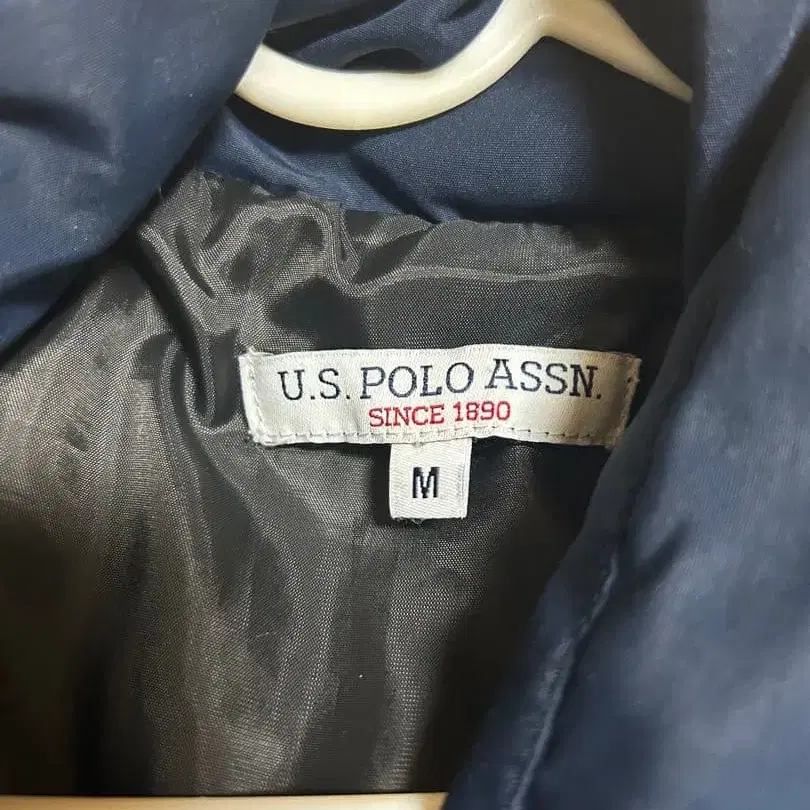 U.S. POLO ASSN.
SINCE 1890
M